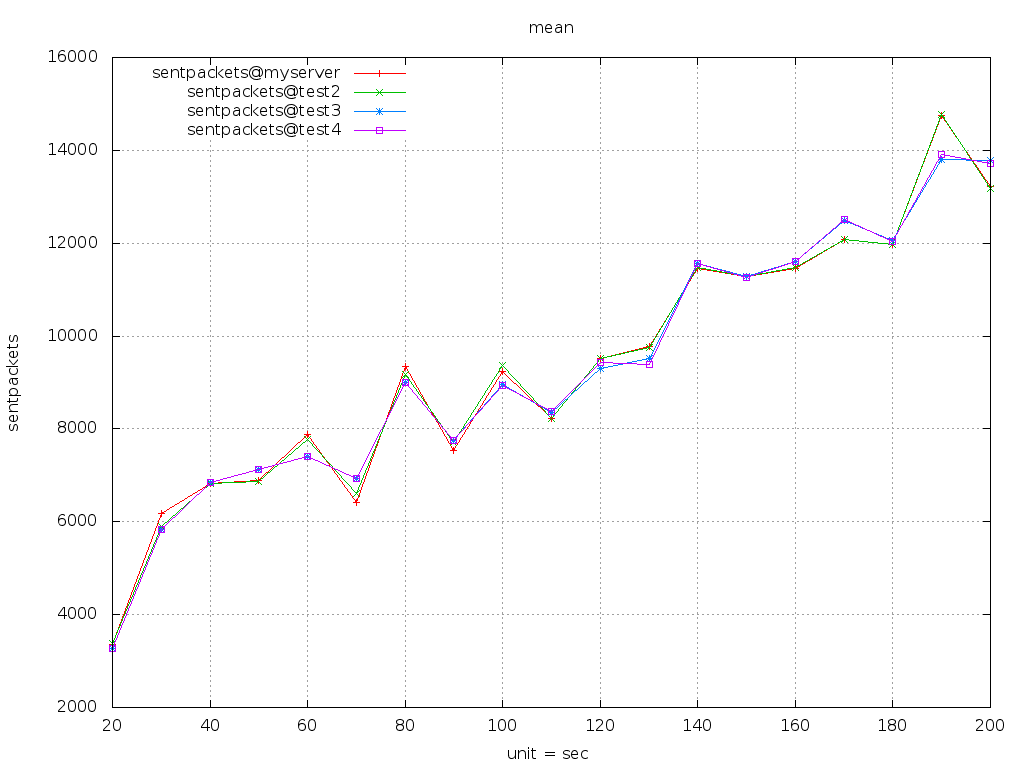 mean
16000
14000
12000
10000
8000
6000
4000
2000
sentpackets
sentpackets@myserver
sentpackets@test2
sentpackets@test3
sentpackets@test4
20 40 60 80 100 120 140 160 180 200
unit = sec